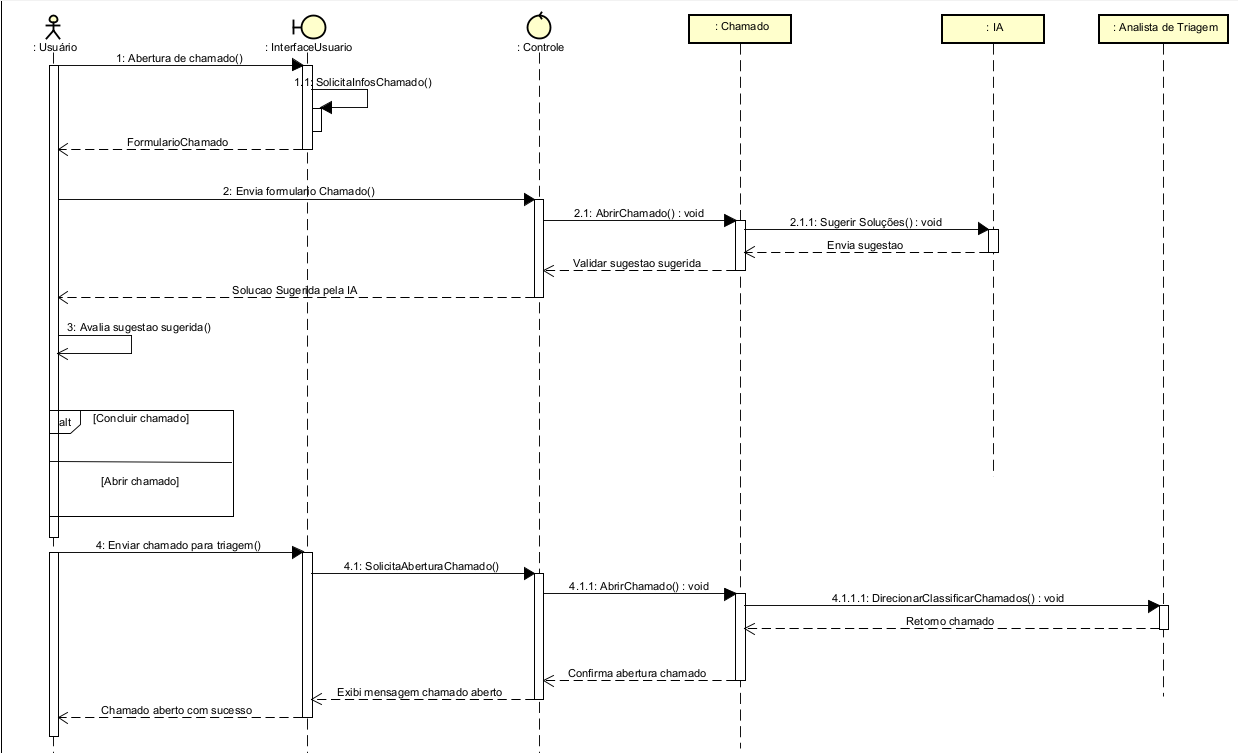 : Usuário
: InterfaceUsuario
: Controle
: Chamado
: IA
: Analista de Triagem
1: Abertura de chamado()
1.1: SolicitaInfosChamado()
FormularioChamado
2: Envia formulario Chamado()
2.1: AbrirChamado() : void
2.1.1: Sugerir Soluções() : void
Envia sugestao
Validar sugestao sugerida
Solucao Sugerida pela IA
3: Avalia sugestao sugerida()
alt
[Concluir chamado]
[Abrir chamado]
4: Enviar chamado para triagem()
4.1: SolicitaAberturaChamado()
4.1.1: AbrirChamado() : void
4.1.1.1: DirecionarClassificarChamados() : void
Retorno chamado
Confirma abertura chamado
Exibi mensagem chamado aberto
Chamado aberto com sucesso